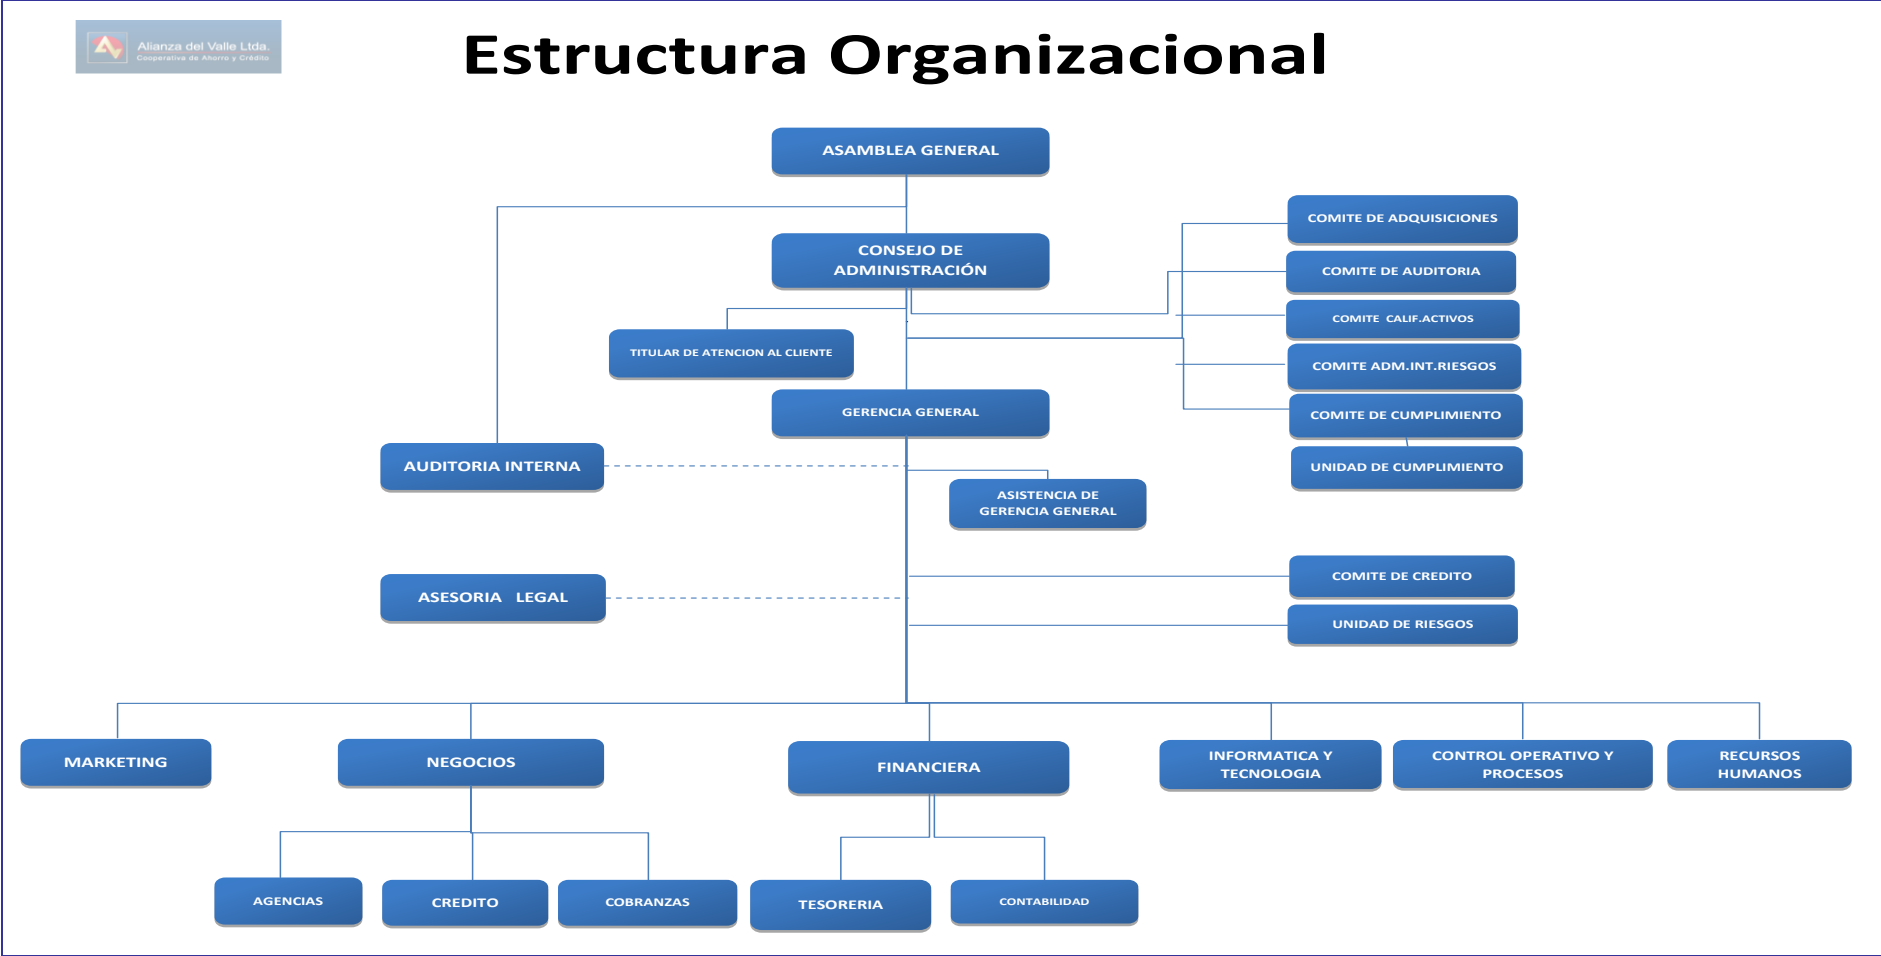 Alianza del Valle Ltda.
Cooperativa de Ahorro y Crédito
Estructura Organizacional
ASAMBLEA GENERAL
COMITE DE ADQUISICIONES
CONSEJO DE
ADMINISTRACIÓN
COMITE DE AUDITORIA
COMITE CALIF.ACTIVOS
TITULAR DE ATENCION AL CLIENTE
COMITE ADM.INT.RIESGOS
GERENCIA GENERAL
COMITE DE CUMPLIMIENTO
AUDITORIA INTERNA
UNIDAD DE CUMPLIMIENTO
ASISTENCIA DE
GERENCIA GENERAL
COMITE DE CREDITO
ASESORIA LEGAL
UNIDAD DE RIESGOS
MARKETING
NEGOCIOS
FINANCIERA
INFORMATICA Y
TECNOLOGIA
CONTROL OPERATIVO Y
PROCESOS
RECURSOS
HUMANOS
AGENCIAS
CREDITO
COBRANZAS
TESORERIA
CONTABILIDAD